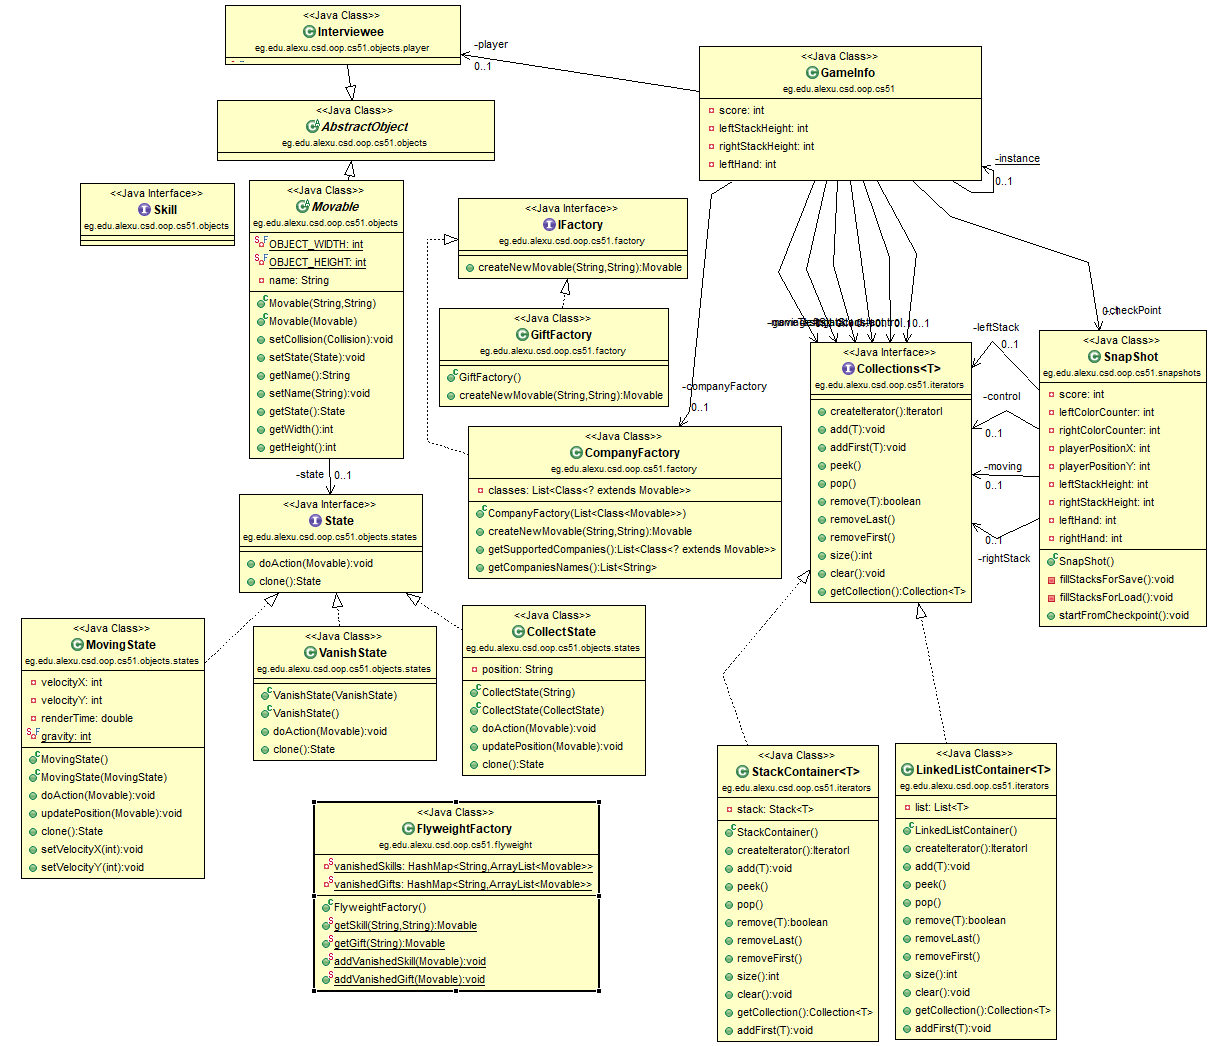 <<Java Class>>
Interviewee
eg.edu.alexu.csd.oop.cs51.objects.player
-player
0..1
<<Java Class>>
GameInfo
eg.edu.alexu.csd.oop.cs51
score: int
leftStackHeight: int
rightStackHeight: int
leftHand: int
-instance
0..1
<<Java Class>>
AbstractObject
eg.edu.alexu.csd.oop.cs51.objects
<<Java Interface>>
Skill
eg.edu.alexu.csd.oop.cs51.objects
<<Java Class>>
Movable
eg.edu.alexu.csd.oop.cs51.objects
OBJECT_WIDTH: int
OBJECT_HEIGHT: int
name: String
Movable(String,String)
Movable(Movable)
setCollision(Collision):void
setState(State):void
getName():String
setName(String):void
getState():State
getWidth():int
getHeight():int
-state
0..1
<<Java Interface>>
IFactory
eg.edu.alexu.csd.oop.cs51.factory
createNewMovable(String,String):Movable
<<Java Class>>
GiftFactory
eg.edu.alexu.csd.oop.cs51.factory
GiftFactory()
createNewMovable(String,String):Movable
-companyFactory
0..1
<<Java Class>>
CompanyFactory
eg.edu.alexu.csd.oop.cs51.factory
classes: List<Class<? extends Movable>>
CompanyFactory(List<Class<Movable>>)
createNewMovable(String,String):Movable
getSupportedCompanies():List<Class<? extends Movable>>
getCompaniesNames():List<String>
0..1
<<Java Interface>>
Collections<T>
eg.edu.alexu.csd.oop.cs51.iterators
createIterator():IteratorI
add(T):void
addFirst(T):void
peek()
pop()
remove(T):boolean
removeLast()
removeFirst()
size():int
clear():void
getCollection():Collection<T>
-leftStack
0..1
-control
0..1
-moving
0..1
0..1
-rightStack
-checkPoint
<<Java Class>>
SnapShot
eg.edu.alexu.csd.oop.cs51.snapshots
score: int
leftColorCounter: int
rightColorCounter: int
playerPositionX: int
playerPositionY: int
leftStackHeight: int
rightStackHeight: int
leftHand: int
rightHand: int
SnapShot()
fillStacksForSave():void
fillStacksForLoad():void
startFromCheckpoint():void
<<Java Interface>>
State
eg.edu.alexu.csd.oop.cs51.objects.states
doAction(Movable):void
clone():State
<<Java Class>>
MovingState
eg.edu.alexu.csd.oop.cs51.objects.states
velocityX: int
velocityY: int
renderTime: double
gravity: int
MovingState()
MovingState(MovingState)
doAction(Movable):void
updatePosition(Movable):void
clone():State
setVelocityX(int):void
setVelocityY(int):void
<<Java Class>>
VanishState
eg.edu.alexu.csd.oop.cs51.objects.states
VanishState(VanishState)
VanishState()
doAction(Movable):void
clone():State
<<Java Class>>
CollectState
eg.edu.alexu.csd.oop.cs51.objects.states
position: String
CollectState(String)
CollectState(CollectState)
doAction(Movable):void
updatePosition(Movable):void
clone():State
<<Java Class>>
FlyweightFactory
eg.edu.alexu.csd.oop.cs51.flyweight
vanishedSkills: HashMap<String,ArrayList<Movable>>
vanishedGifts: HashMap<String,ArrayList<Movable>>
FlyweightFactory()
getSkill(String,String):Movable
getGift(String):Movable
addVanishedSkill(Movable):void
addVanishedGift(Movable):void
<<Java Class>>
StackContainer<T>
eg.edu.alexu.csd.oop.cs51.iterators
stack: Stack<T>
StackContainer()
createIterator():IteratorI
add(T):void
peek()
pop()
remove(T):boolean
removeLast()
removeFirst()
size():int
clear():void
getCollection():Collection<T>
addFirst(T):void
<<Java Class>>
LinkedListContainer<T>
eg.edu.alexu.csd.oop.cs51.iterators
list: List<T>
LinkedListContainer()
createIterator():IteratorI
add(T):void
peek()
pop()
remove(T):boolean
removeLast()
removeFirst()
size():int
clear():void
getCollection():Collection<T>
addFirst(T):void